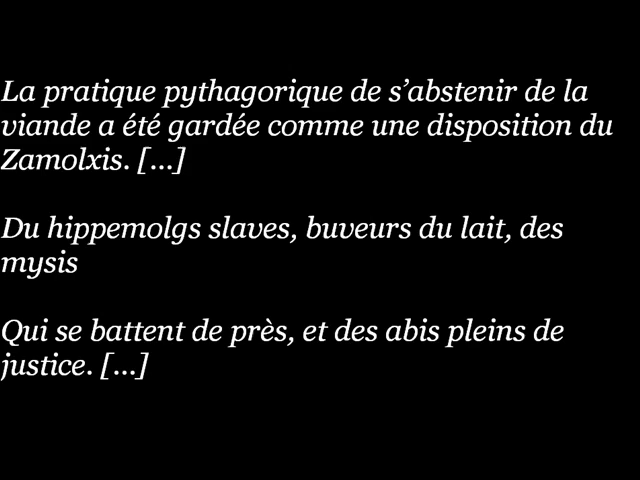 La pratique pythagorique de s’abstenir de la
viande a été gardée comme une disposition du
Zamolxis. [...]
Du hippemolgs slaves, buveurs du lait, des
mysis
Qui se battent de près, et des abis pleins de
justice. [...]